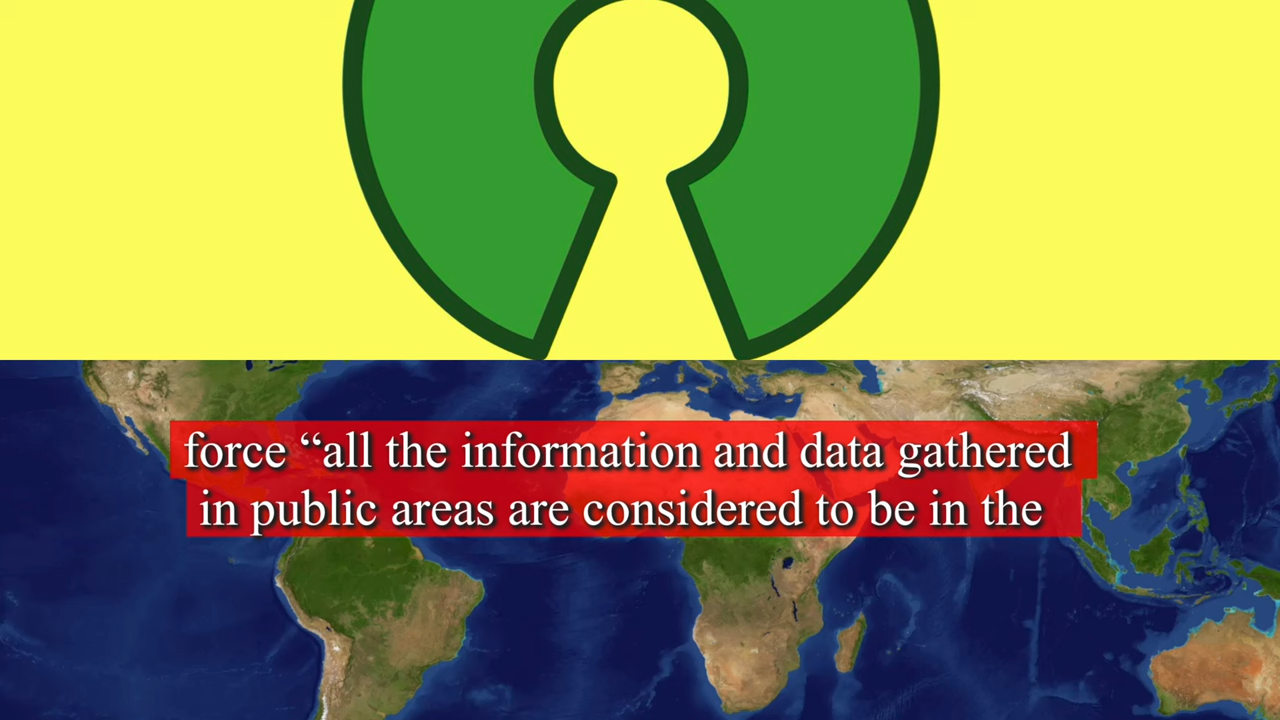 force “all the information and data gathered
in public areas are considered to be in the